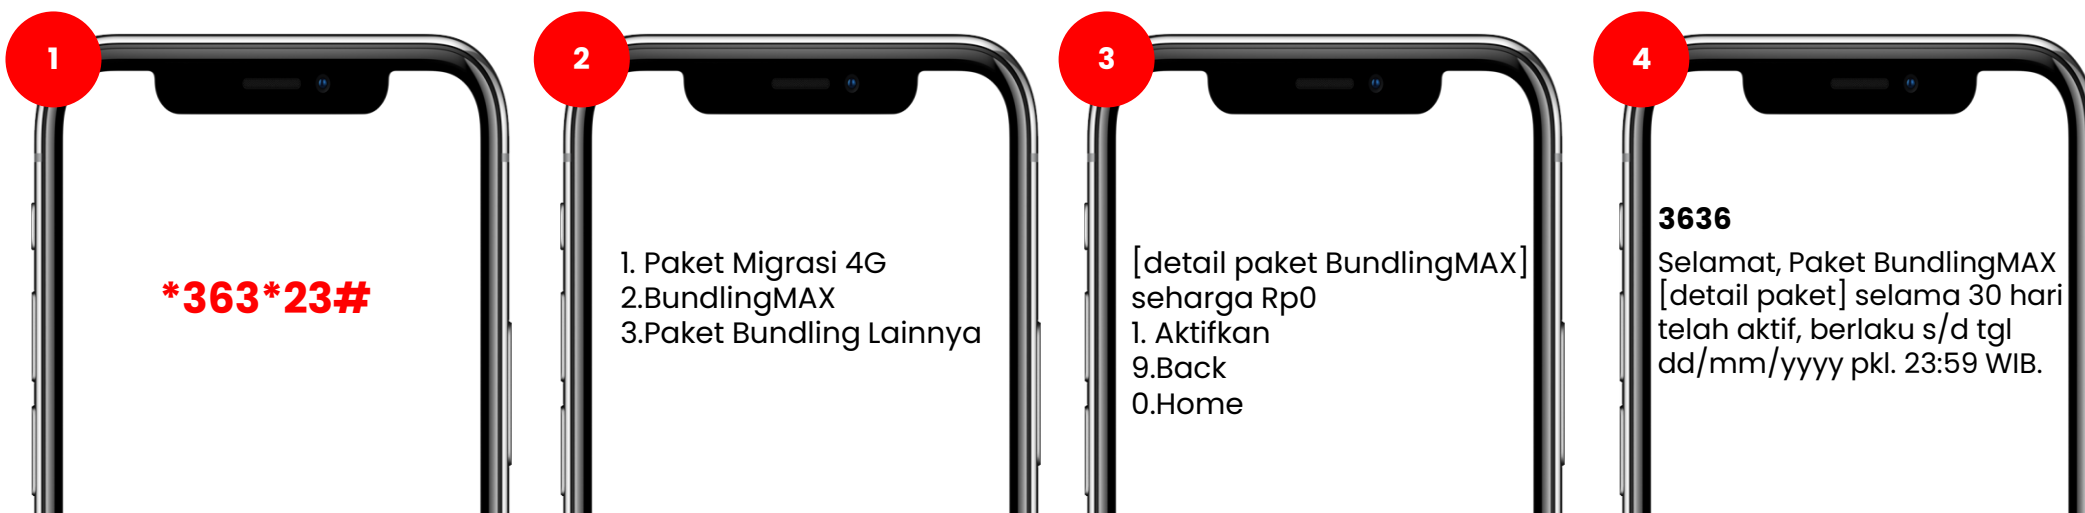 1
*363*23#
2
1. Paket Migrasi 4G
2.BundlingMAX
3.Paket Bundling Lainnya
3
[detail paket BundlingMAX]
seharga Rp0
1. Aktifkan
9.Back
0.Home
4
3636
Selamat, Paket BundlingMAX
[detail paket] selama 30 hari
telah aktif, berlaku s/d tgl
dd/mm/yyyy pkl. 23:59 WIB.